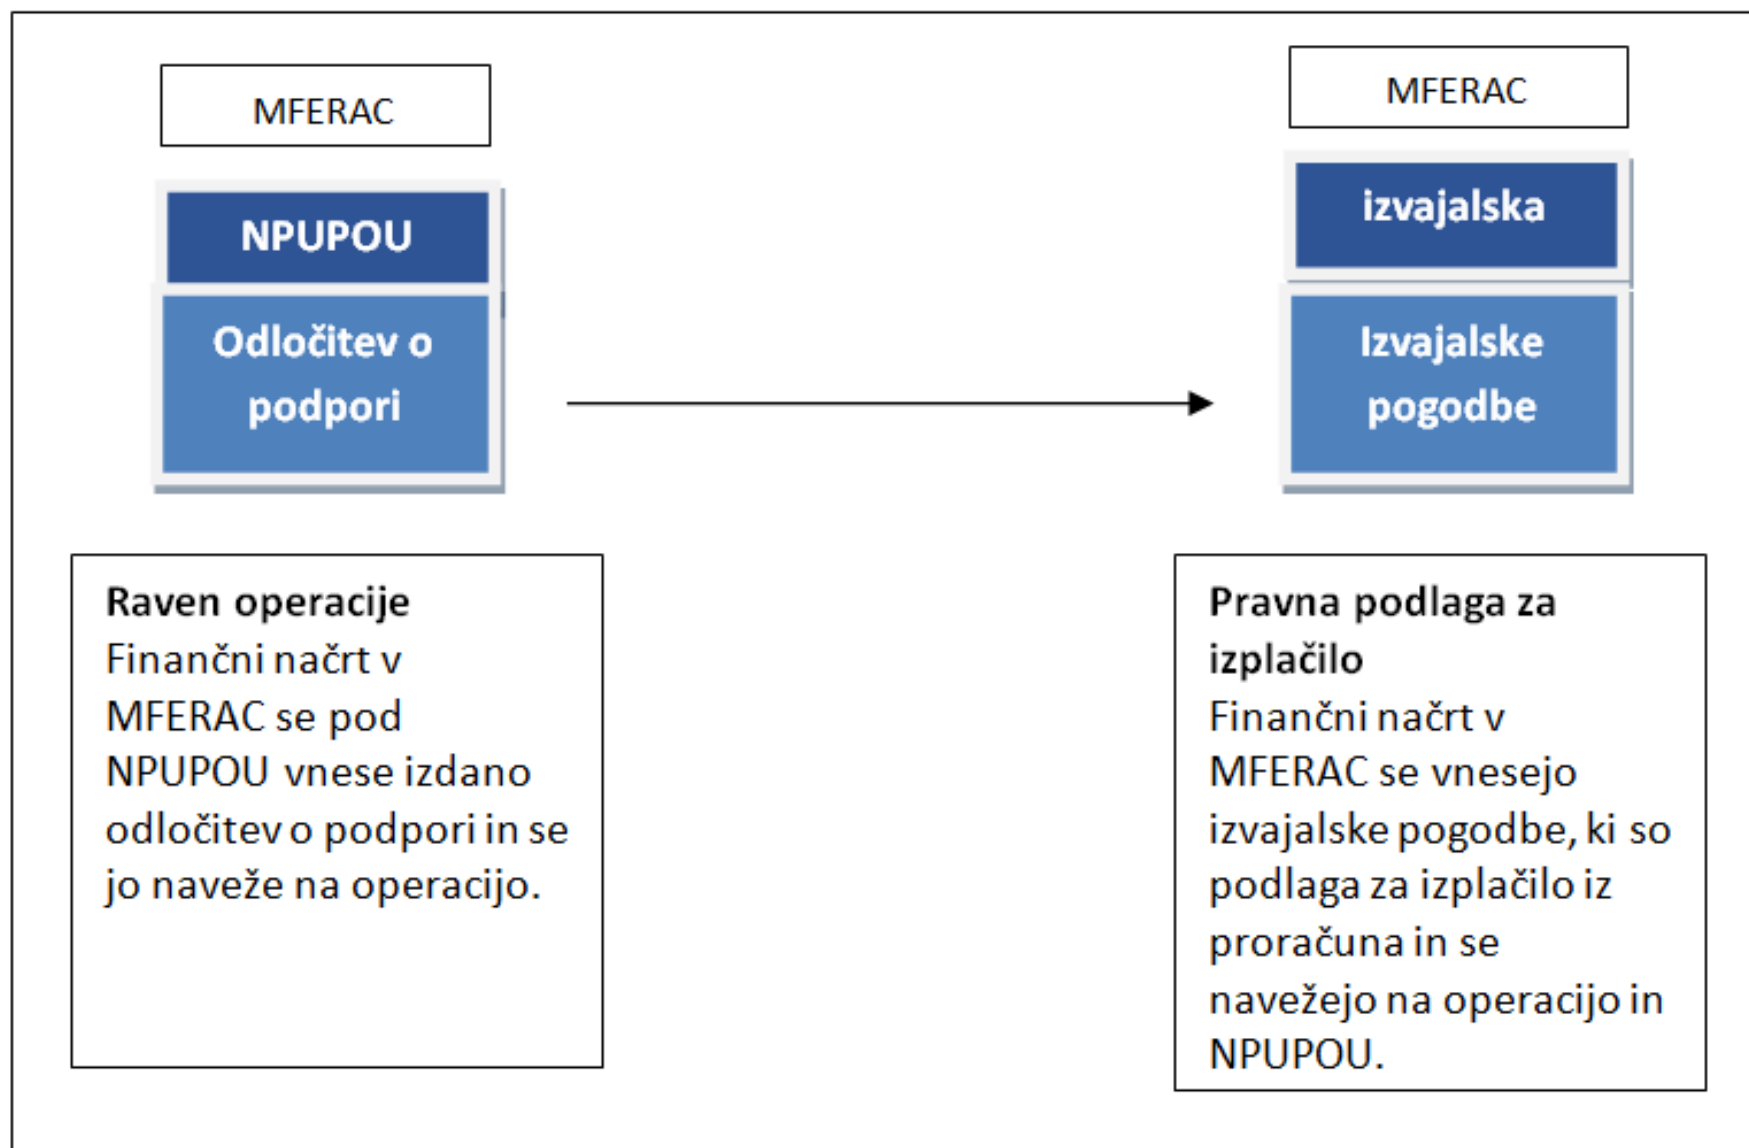 MFERAC
NPUPOU
Odločitev o
podpori
Raven operacije
Finančni načrt v
MFERAC se pod
NPUPOU vnese izdano
odločitev o podpori in se
jo naveže na operacijo.
MFERAC
izvajalska
Izvajalske
pogodbe
Pravna podlaga za
izplačilo
Finančni načrt v
MFERAC se vnesejo
izvajalske pogodbe, ki so
podlaga za izplačilo iz
proračuna in se
navežejo na operacijo in
NPUPOU.